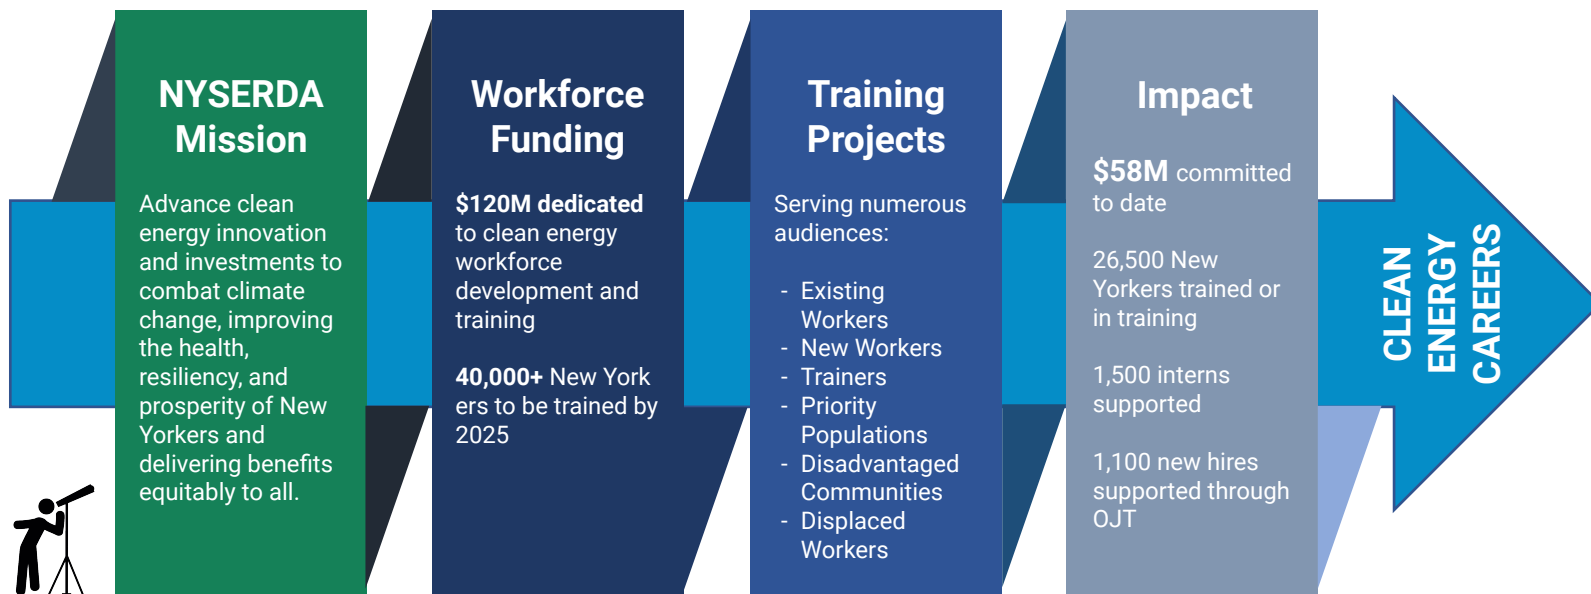 NYSERDA
Mission
Advance clean
energy innovation
and investments to
combat climate
change, improving
the health,
resiliency, and
prosperity of New
Yorkers and
delivering benefits
equitably to all.
Workforce
Funding
$120M dedicated
to clean energy
workforce
development and
training
40,000+ New York
ers to be trained by
2025
Training
Projects
Serving numerous
audiences:
- Existing
Workers
- New Workers
- Trainers
- Priority
Populations
- Disadvantaged
Communities
- Displaced
Workers
Impact
$58M committed
to date
26,500 New
Yorkers trained or
in training
1,500 interns
supported
1,100 new hires
supported through
OJT
CLEAN
ENERGY
CAREERS